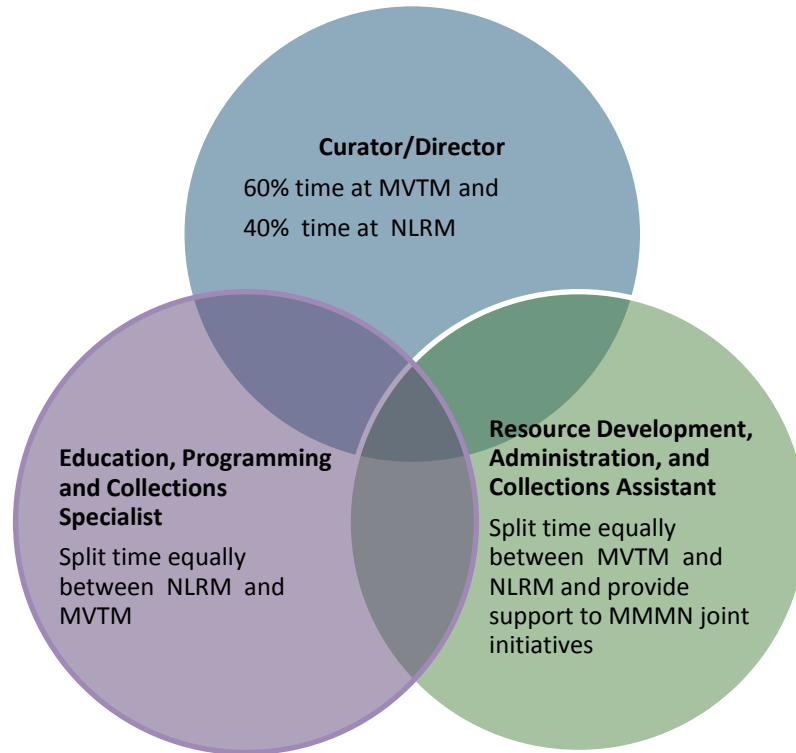 Curator/Director
60% time at MVTM and
40% time at NLRM
Education, Programming
and Collections
Specialist
Split time equally
between NLRM and
MVTM
Resource Development,
Administration, and
Collections Assistant
Split time equally
between MVTM and
NLRM and provide
support to MMMN joint
initiatives